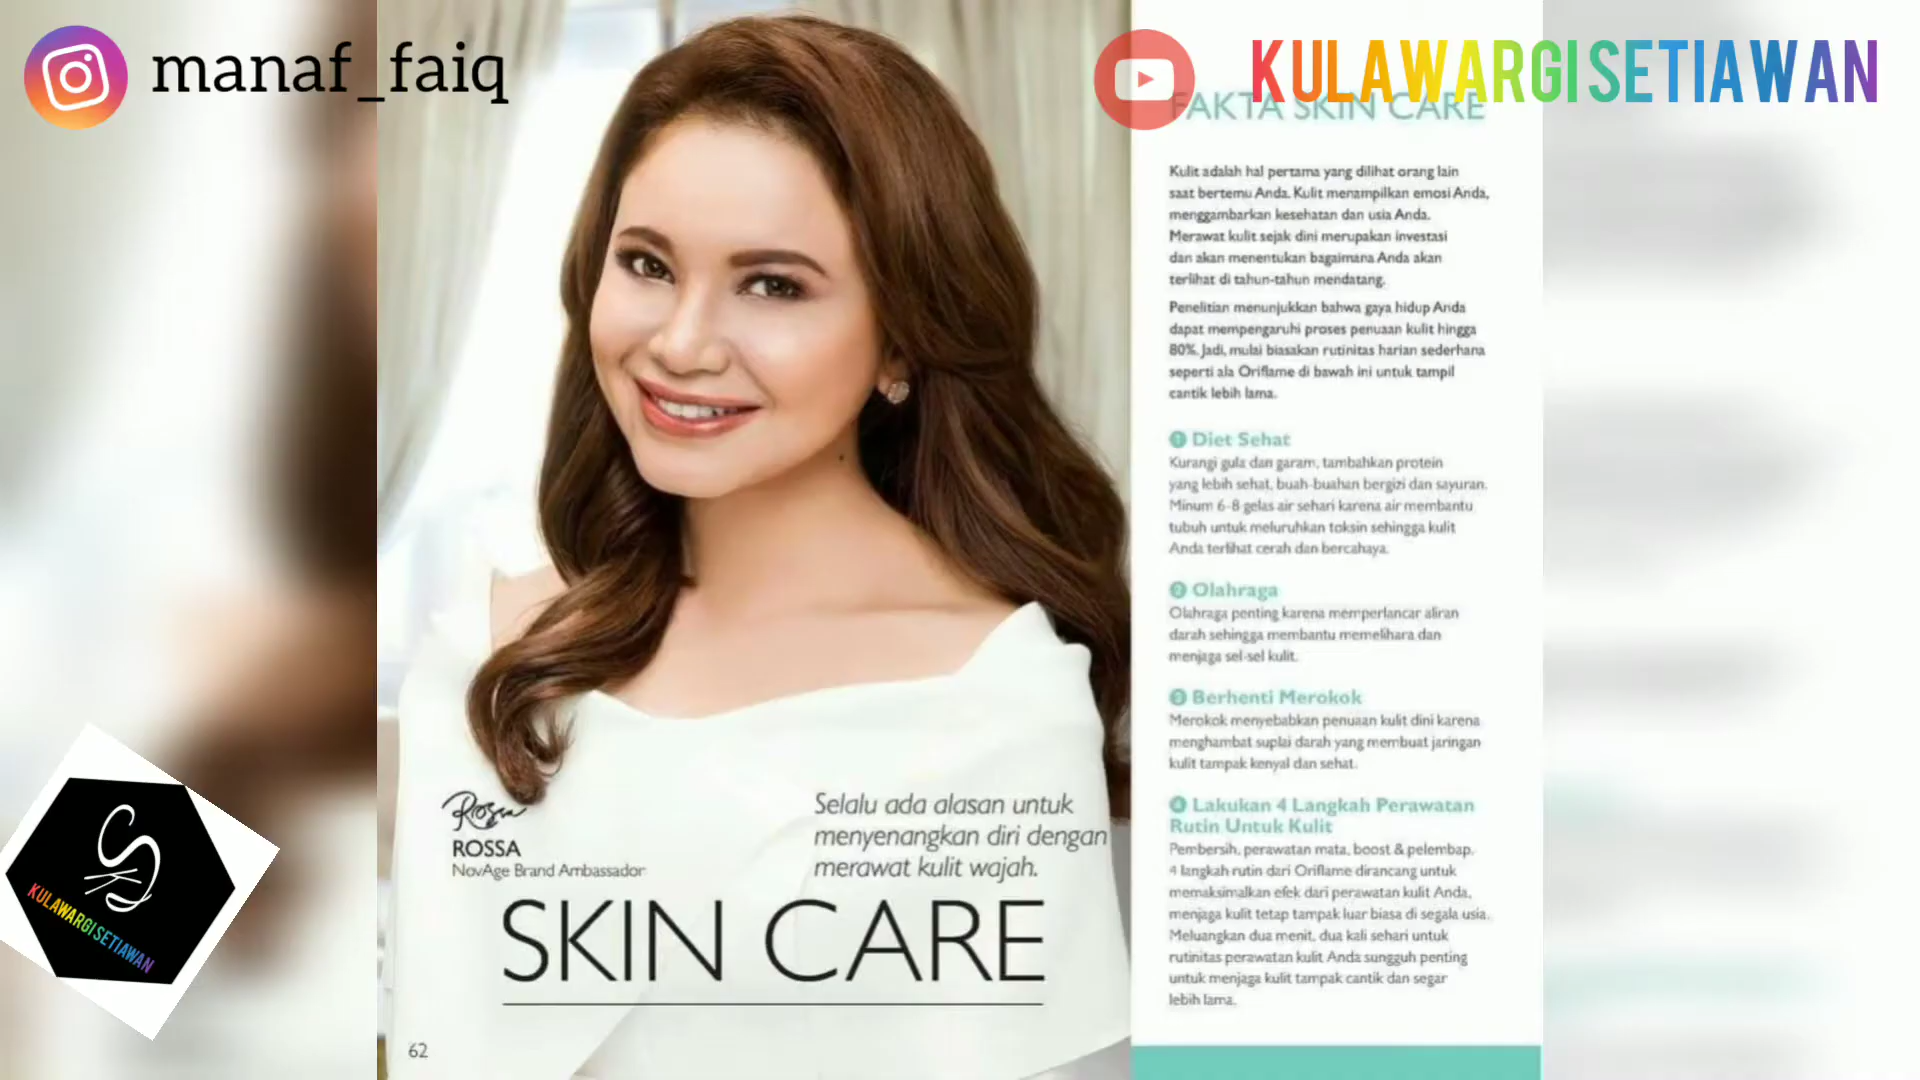 manaf_faiq
KULAWARGISETIAWAN
FAKTA SKIN CARE
Kulit adalah hal pertama yang dilihat orang lain
saat bertemu Anda. Kulit menampilkan emosi Anda,
menggambarkan kesehatan dan usia Anda.
Merawat kulit sejak dini merupakan investasi
dan akan menentukan bagaimana Anda akan
terlihat di tahun-tahun mendatang.
Penelitian menunjukkan bahwa gaya hidup Anda
dapat mempengaruhi proses penuaan kulit hingga
80%. Jadi, mulai biasakan rutinitas harian sederhana
seperti ala Oriflame di bawah ini untuk tampil
cantik lebih lama.
1 Diet Sehat
Kurangi gula dan garam, tambahkan protein
yang lebih sehat, buah-buahan bergizi dan sayuran.
Minum 6-8 gelas air sehari karena air membantu
tubuh untuk meluruhkan toksin sehingga kulit
Anda terlihat cerah dan bercahaya.
2 Olahraga
Olahraga penting karena memperlancar aliran
darah sehingga membantu memelihara dan
menjaga sel-sel kulit.
3 Berhenti Merokok
Merokok menyebabkan penuaan kulit dini karena
menghambat suplai darah yang membuat jaringan
kulit tampak kenyal dan sehat.
4 Lakukan 4 Langkah Perawatan
Rutin Untuk Kulit
Pembersih, perawatan mata, boost & pelembap.
4 langkah rutin dari Oriflame dirancang untuk
memaksimalkan efek dari perawatan kulit Anda,
menjaga kulit tetap tampak luar biasa di segala usia.
Meluangkan dua menit, dua kali sehari untuk
rutinitas perawatan kulit Anda sungguh penting
untuk menjaga kulit tampak cantik dan segar
lebih lama.
Rossa
ROSSA
NovAge Brand Ambassador
Selalu ada alasan untuk
menyenangkan diri dengan
merawat kulit wajah.
SKIN CARE
62
KULAWARGISETIAWAN